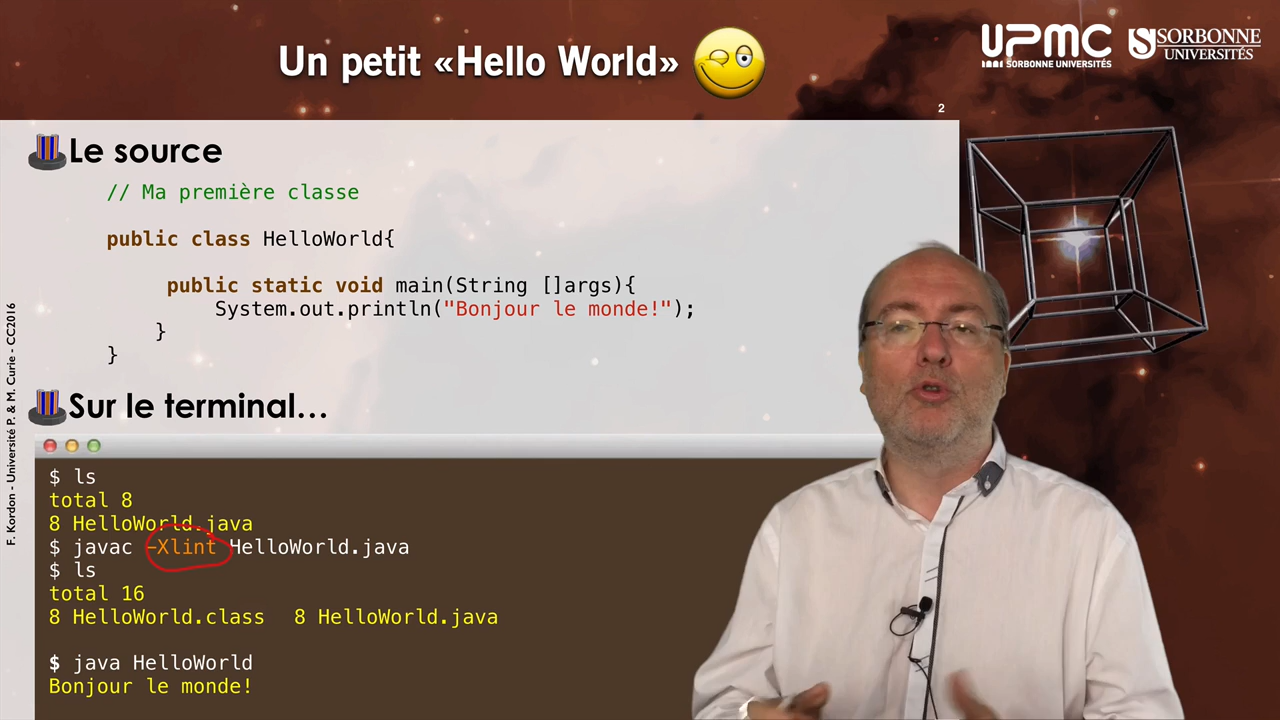 Un petit «Hello World»
UPMC
SORBONNE UNIVERSITÉS
SORBONNE
UNIVERSITÉS
2
Le source
// Ma première classe
public class HelloWorld{
public static void main(String []args){
System.out.println("Bonjour le monde!");
}
}
Sur le terminal...
$ ls
total 8
8 HelloWorld.java
$ javac -Xlint HelloWorld.java
$ ls
total 16
8 HelloWorld.class 8 HelloWorld.java
$ java HelloWorld
Bonjour le monde!
F. Kordon - Université P. & M. Curie - CC2016